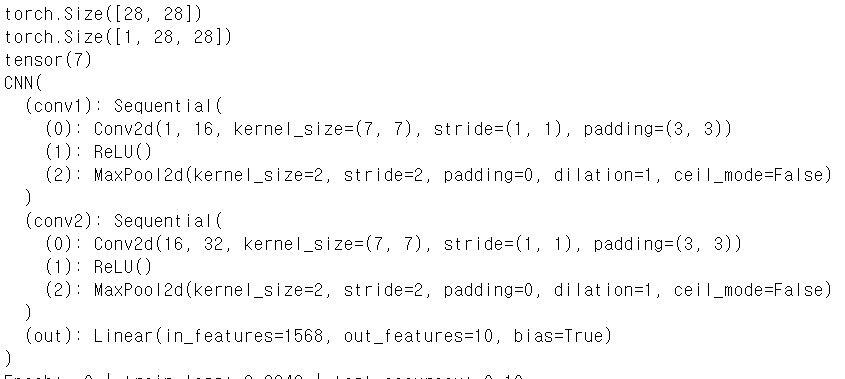 torch.Size([28, 28])
torch.Size([1, 28, 28])
tensor(7)
CNN(
  (conv1): Sequential(
    (0): Conv2d(1, 16, kernel_size=(7, 7), stride=(1, 1), padding=(3, 3))
    (1): ReLU()
    (2): MaxPool2d(kernel_size=2, stride=2, padding=0, dilation=1, ceil_mode=False)
  )
  (conv2): Sequential(
    (0): Conv2d(16, 32, kernel_size=(7, 7), stride=(1, 1), padding=(3, 3))
    (1): ReLU()
    (2): MaxPool2d(kernel_size=2, stride=2, padding=0, dilation=1, ceil_mode=False)
  )
  (out): Linear(in_features=1568, out_features=10, bias=True)
)